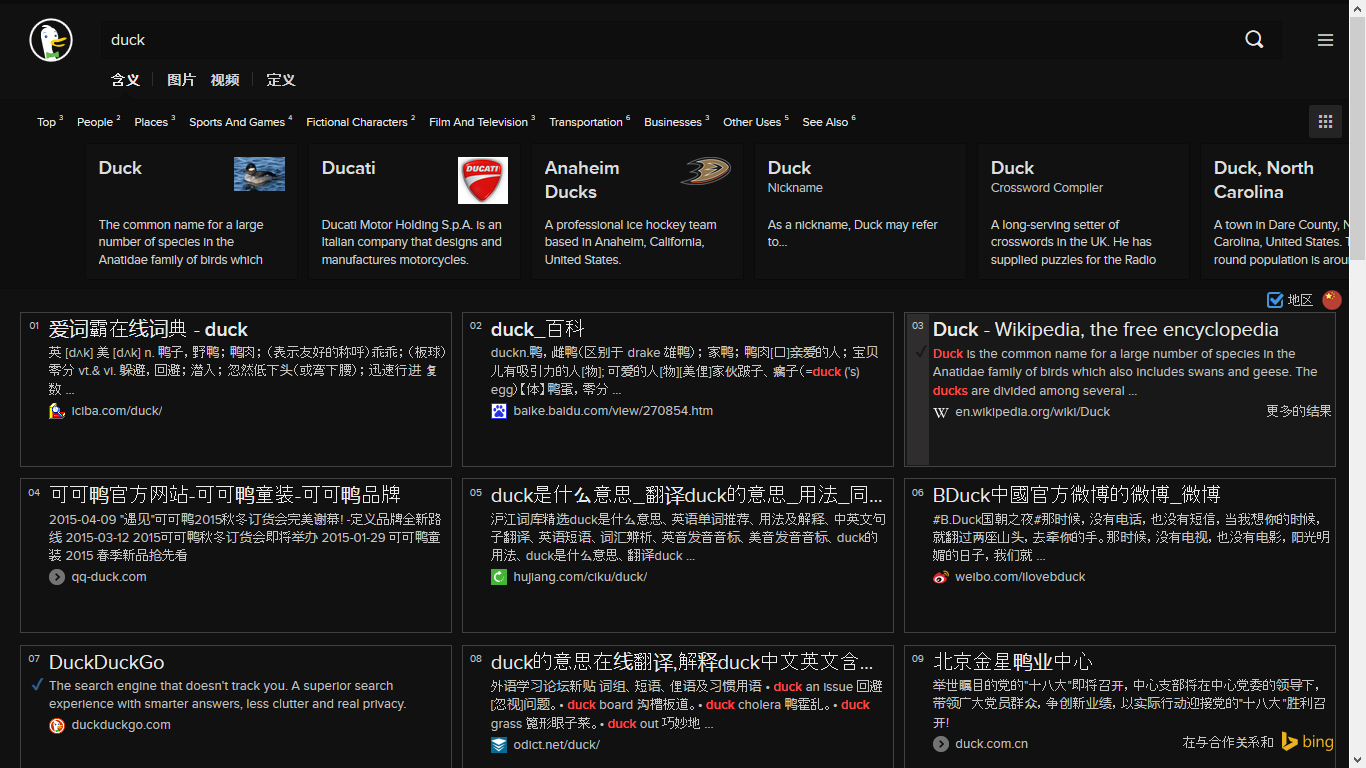 duck
含义 图片 视频 定义
Top 3 People 2 Places 3 Sports And Games 4 Fictional Characters 2 Film And Television 3 Transportation 6 Businesses 3 Other Uses 5 See Also 6
Duck
The common name for a large
number of species in the
Anatidae family of birds which
Ducati
DUCATI
Ducati Motor Holding S.p.A. is an
Italian company that designs and
manufactures motorcycles.
Anaheim
Ducks
A professional ice hockey team
based in Anaheim, California,
United States.
Duck
Nickname
As a nickname, Duck may refer
to...
Duck
Crossword Compiler
A long-serving setter of
crosswords in the UK. He has
supplied puzzles for the Radio
Duck, North
Carolina
A town in Dare County, N
Carolina, United States. T
round population is arou
地区
01 爱词霸在线词典 - duck
英 [dʌk] 美 [dʌk] n. 鸭子，野鸭；鸭肉；（表示友好的称呼）乖乖；（板球）
零分 vt.& vi. 躲避，回避；潜入；忽然低下头（或弯下腰）；迅速行进 复
数 ...
iciba.com/duck/
02 duck_百科
duckn.鸭，雌鸭（区别于 drake 雄鸭）；家鸭；鸭肉[口]亲爱的人；宝贝
儿有吸引力的人[物]; 可爱的人[物][美俚]家伙跛子、瘸子（=duck ('s)
egg）【体】鸭蛋，零分 ...
baike.baidu.com/view/270854.htm
03 Duck - Wikipedia, the free encyclopedia
Duck is the common name for a large number of species in the
Anatidae family of birds which also includes swans and geese. The
ducks are divided among several ...
W en.wikipedia.org/wiki/Duck 更多的结果
04 可可鸭官方网站-可可鸭童装-可可鸭品牌
2015-04-09 "遇见"可可鸭2015秋冬订货会完美谢幕! -定义品牌全新路
线 2015-03-12 2015可可鸭秋冬订货会即将举办 2015-01-29 可可鸭童
装 2015 春季新品抢先看
qq-duck.com
05 duck是什么意思_翻译duck的意思_用法_同...
沪江词库精选duck是什么意思、英语单词推荐、用法及解释、中英文句
子翻译、英语短语、词汇辨析、英音发音音标、美音发音音标、duck的
用法、duck是什么意思、翻译duck ...
hujiang.com/ciku/duck/
06 BDuck中國官方微博的微博_微博
#B.Duck国朝之夜#那时候，没有电话，也没有短信，当我想你的时候，
就翻过两座山头，去牵你的手。那时候，没有电视，也没有电影，阳光明
媚的日子，我们就 ...
weibo.com/ilovebduck
07 DuckDuckGo
The search engine that doesn't track you. A superior search
experience with smarter answers, less clutter and real privacy.
duckduckgo.com
08 duck的意思在线翻译,解释duck中文英文含...
外语学习论坛新贴 词组、短语、俚语及习惯用语 • duck an issue 回避
[忽视]问题。• duck board 沟槽板道。• duck cholera 鸭霍乱。• duck
grass 篦形眼子菜。• duck out 巧妙地 ...
odict.net/duck/
09 北京金星鸭业中心
举世瞩目的党的"十八大"即将召开，中心支部将在中心党委的领导下，
带领广大党员群众，争创新业绩，以实际行动迎接党的"十八大"胜利召
开!
duck.com.cn
在与合作关系和 bing